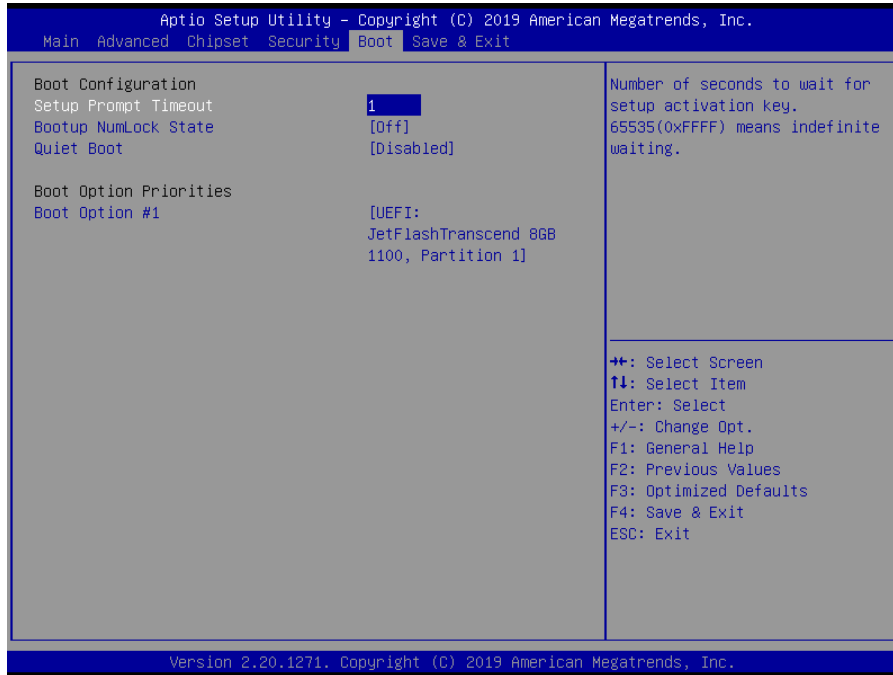 Aptio Setup Utility – Copyright (C) 2019 American Megatrends, Inc.
Main Advanced Chipset Security Boot Save & Exit
Boot Configuration
Setup Prompt Timeout 1
Bootup NumLock State [Off]
Quiet Boot [Disabled]
Boot Option Priorities
Boot Option #1 [UEFI:
JetFlashTranscend 8GB
1100, Partition 1]
Number of seconds to wait for
setup activation key.
65535(0xFFFF) means indefinite
waiting.
→←: Select Screen
↑↓: Select Item
Enter: Select
+/-: Change Opt.
F1: General Help
F2: Previous Values
F3: Optimized Defaults
F4: Save & Exit
ESC: Exit
Version 2.20.1271. Copyright (C) 2019 American Megatrends, Inc.